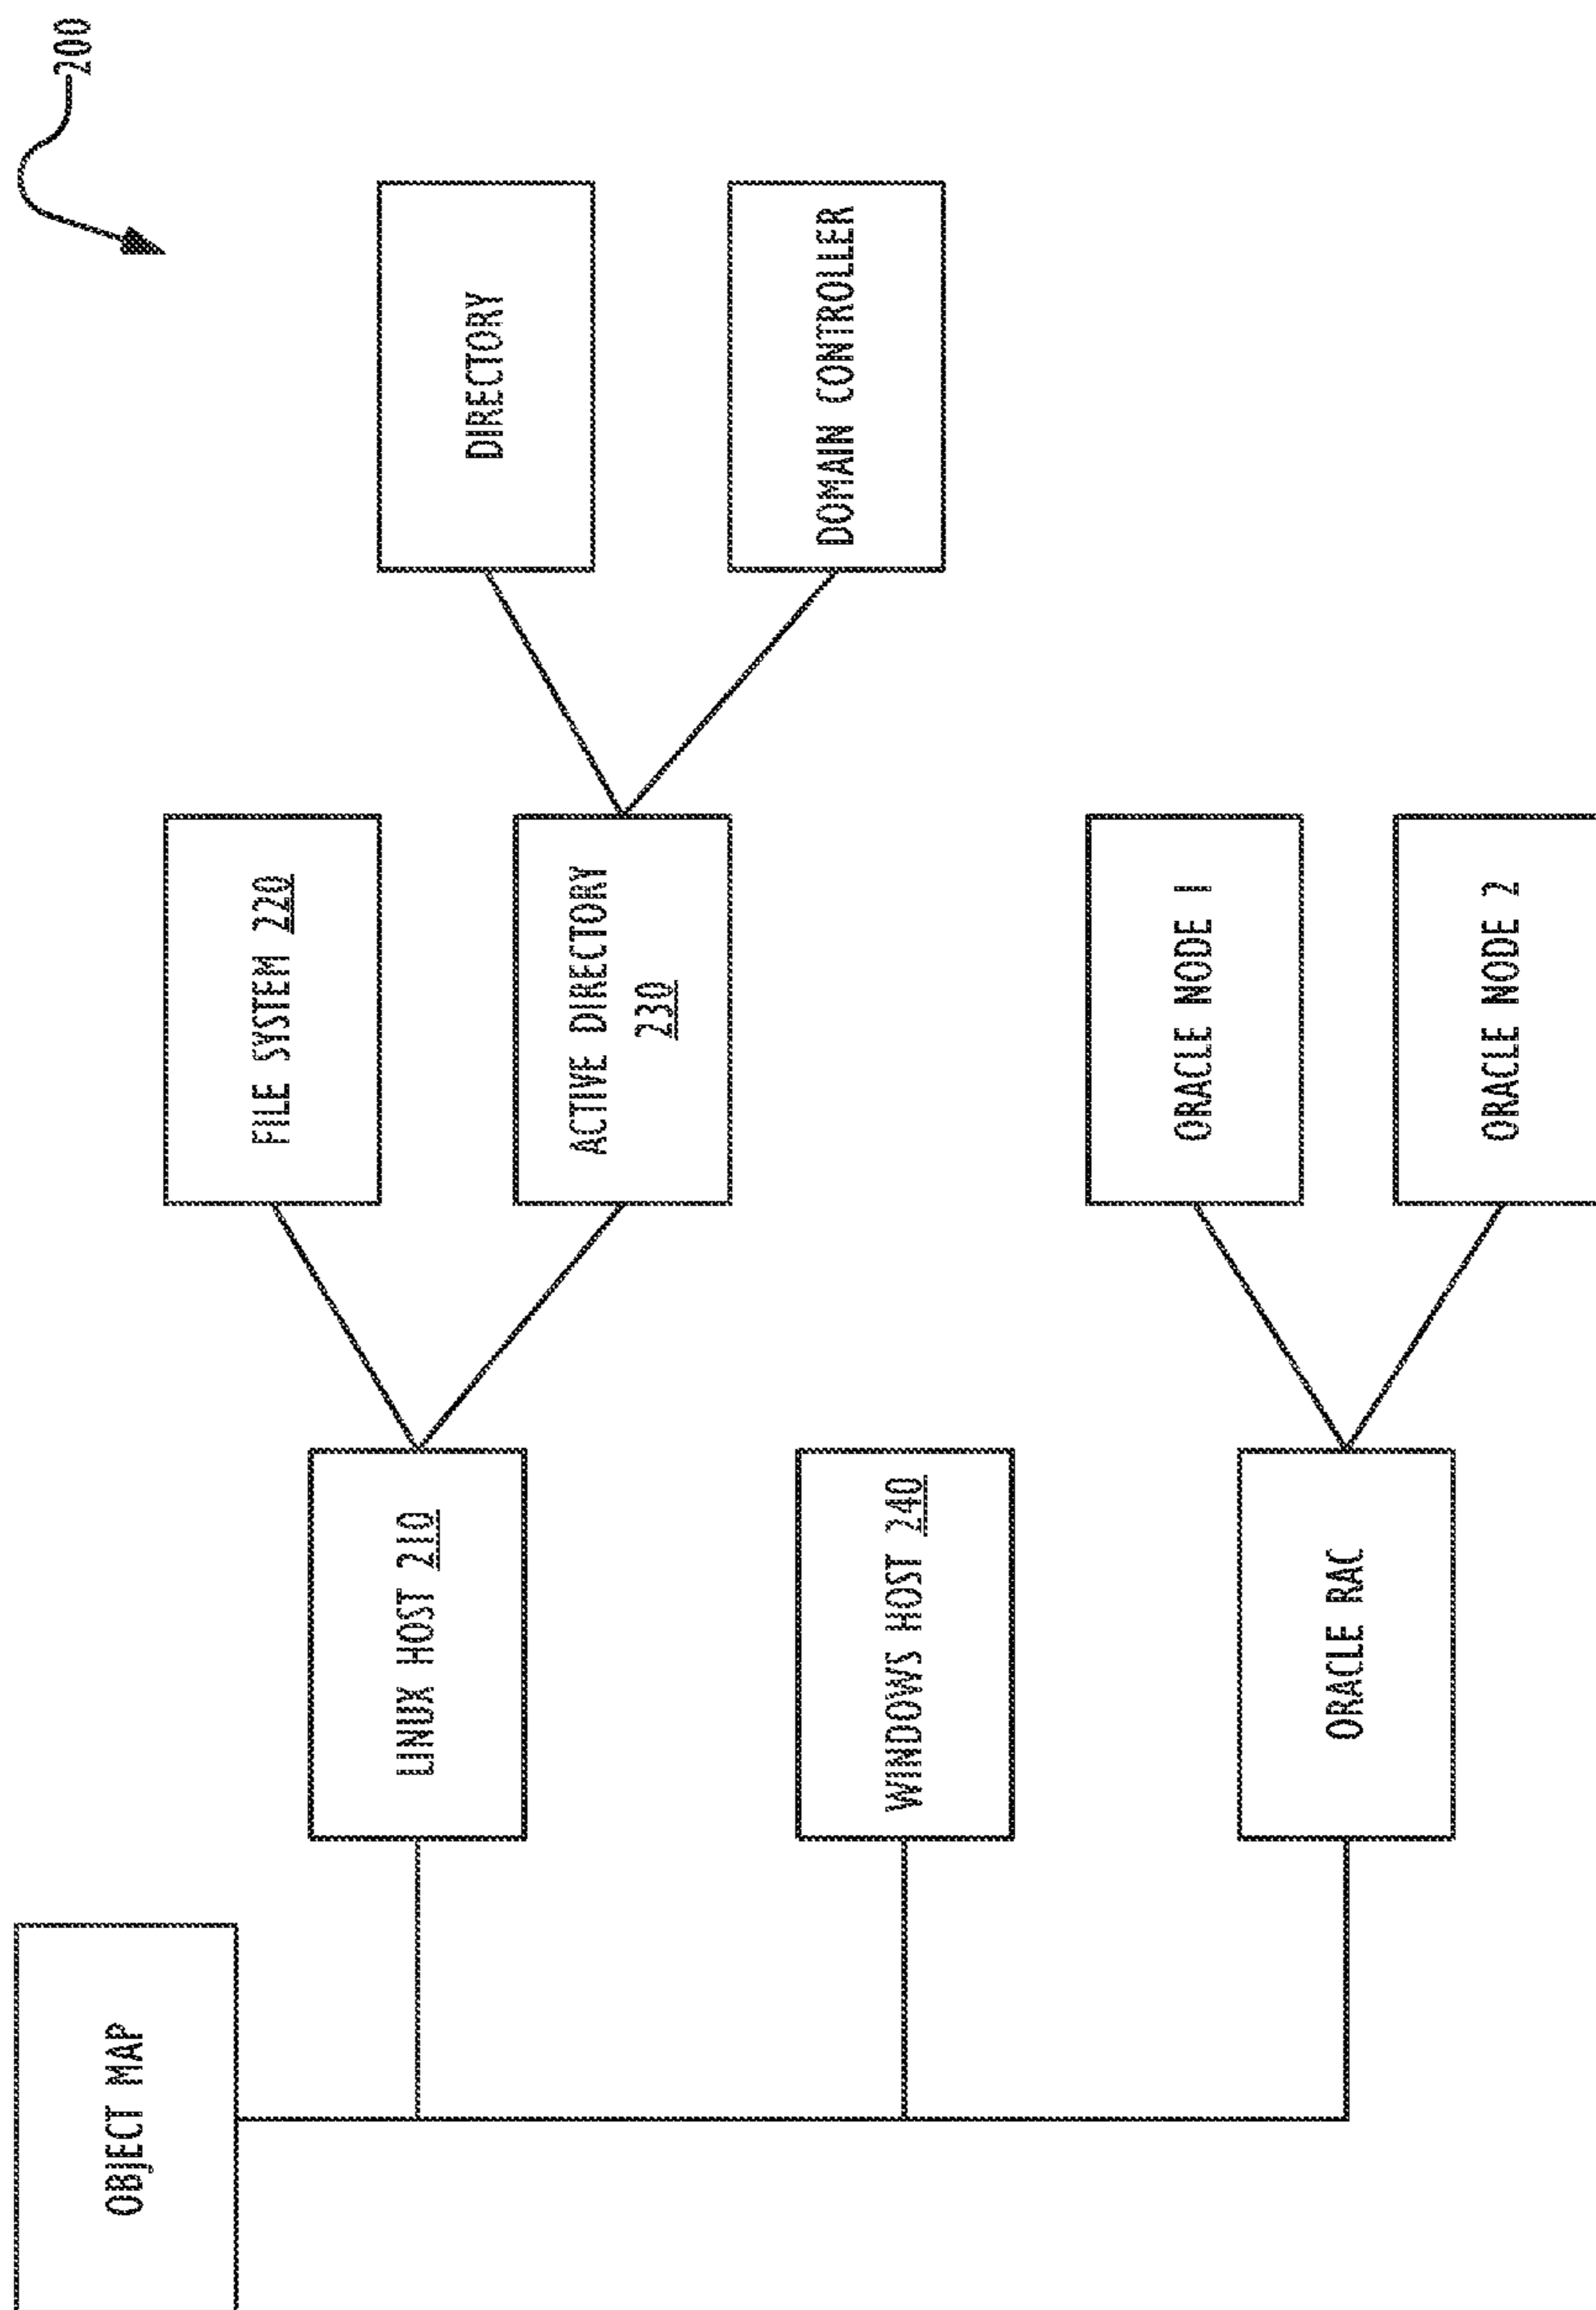 200
OBJECT MAP
LINUX HOST 210
FILE SYSTEM 220
ACTIVE DIRECTORY
230
DIRECTORY
DOMAIN CONTROLLER
WINDOWS HOST 240
ORACLE RAC
ORACLE NODE 1
ORACLE NODE 2